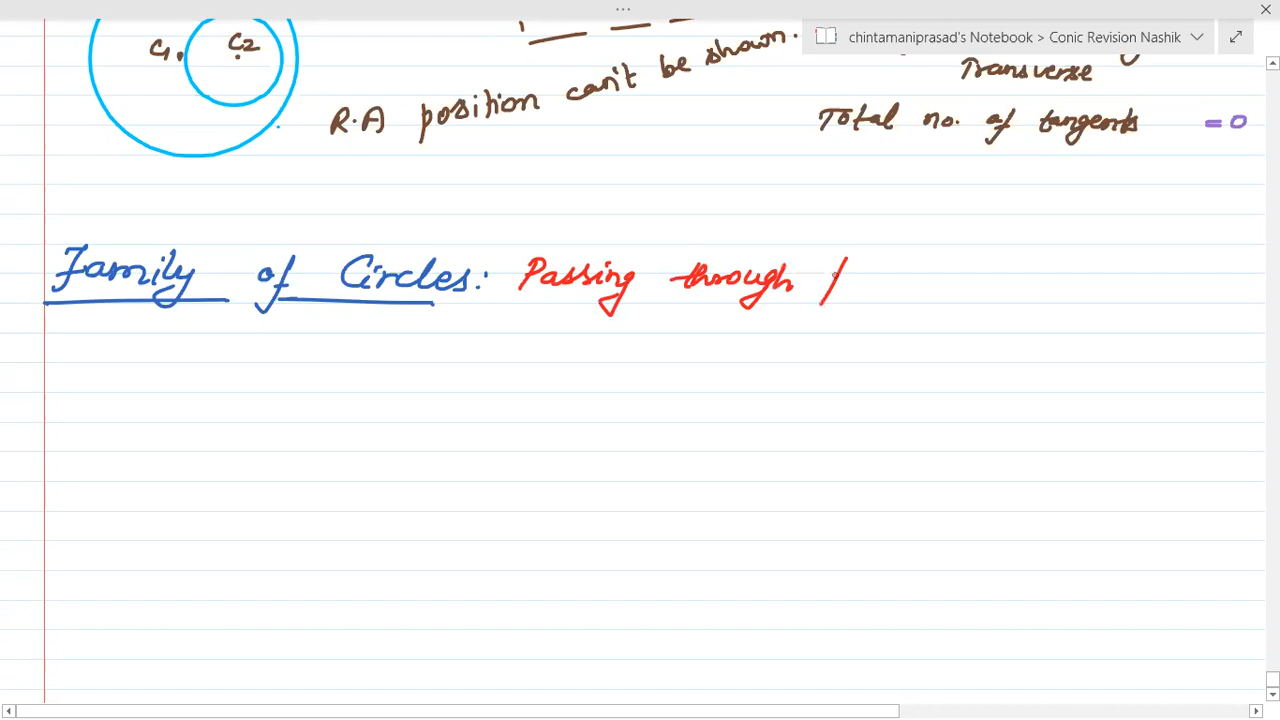 chintamaniprasad's Notebook > Conic Revision Nashik
C1 C2
R.A position can't be shown.
Transverse
Total no. of tangents = 0
Family of Circles: Passing through